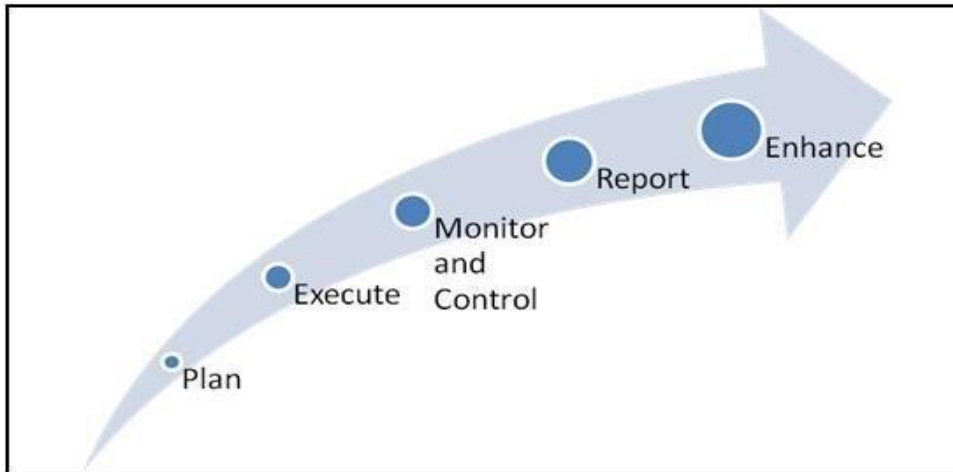 Plan
Execute
Monitor
and
Control
Report
Enhance